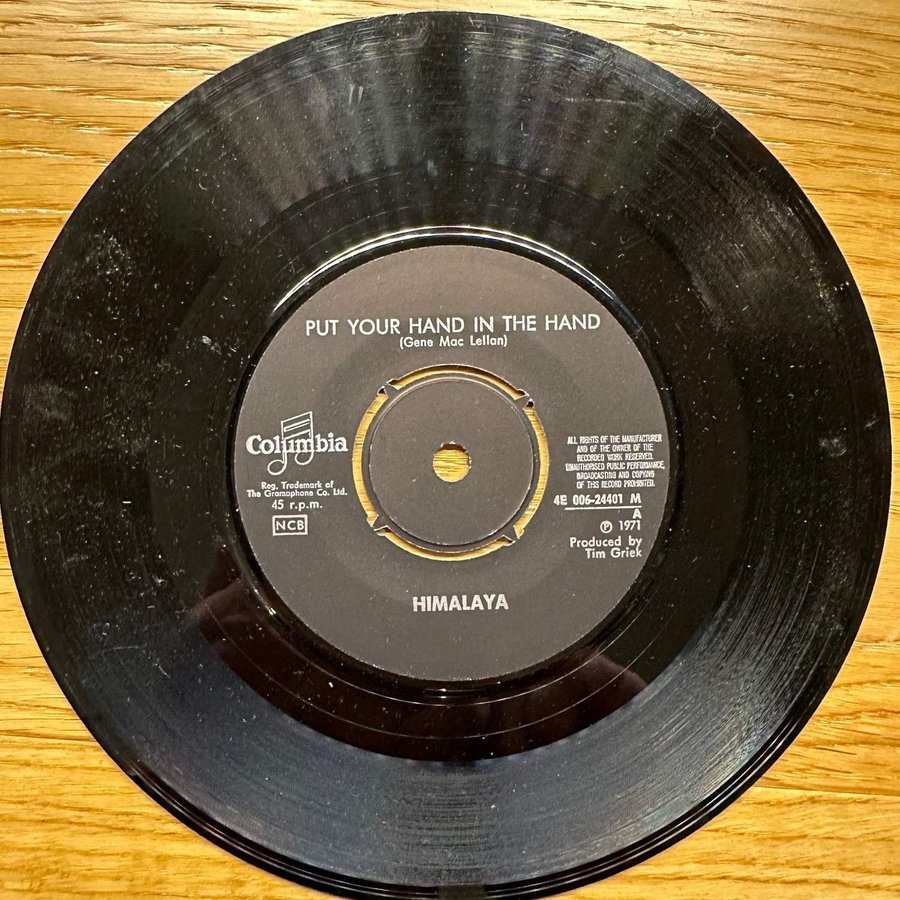 PUT YOUR HAND IN THE HAND
(Gene Mac Lellan)
Columbia
Reg. Trademark of
The Gramophone Co. Ltd.
45 r.p.m.
NCB
ALL RIGHTS OF THE MANUFACTURER
AND OF THE OWNER OF THE
RECORDED WORK RESERVED.
UNAUTHORISED PUBLIC PERFORMANCE,
BROADCASTING AND COPYING
OF THIS RECORD PROHIBITED.
4E 006-24401 M
A
℗ 1971
Produced by
Tim Griek
HIMALAYA